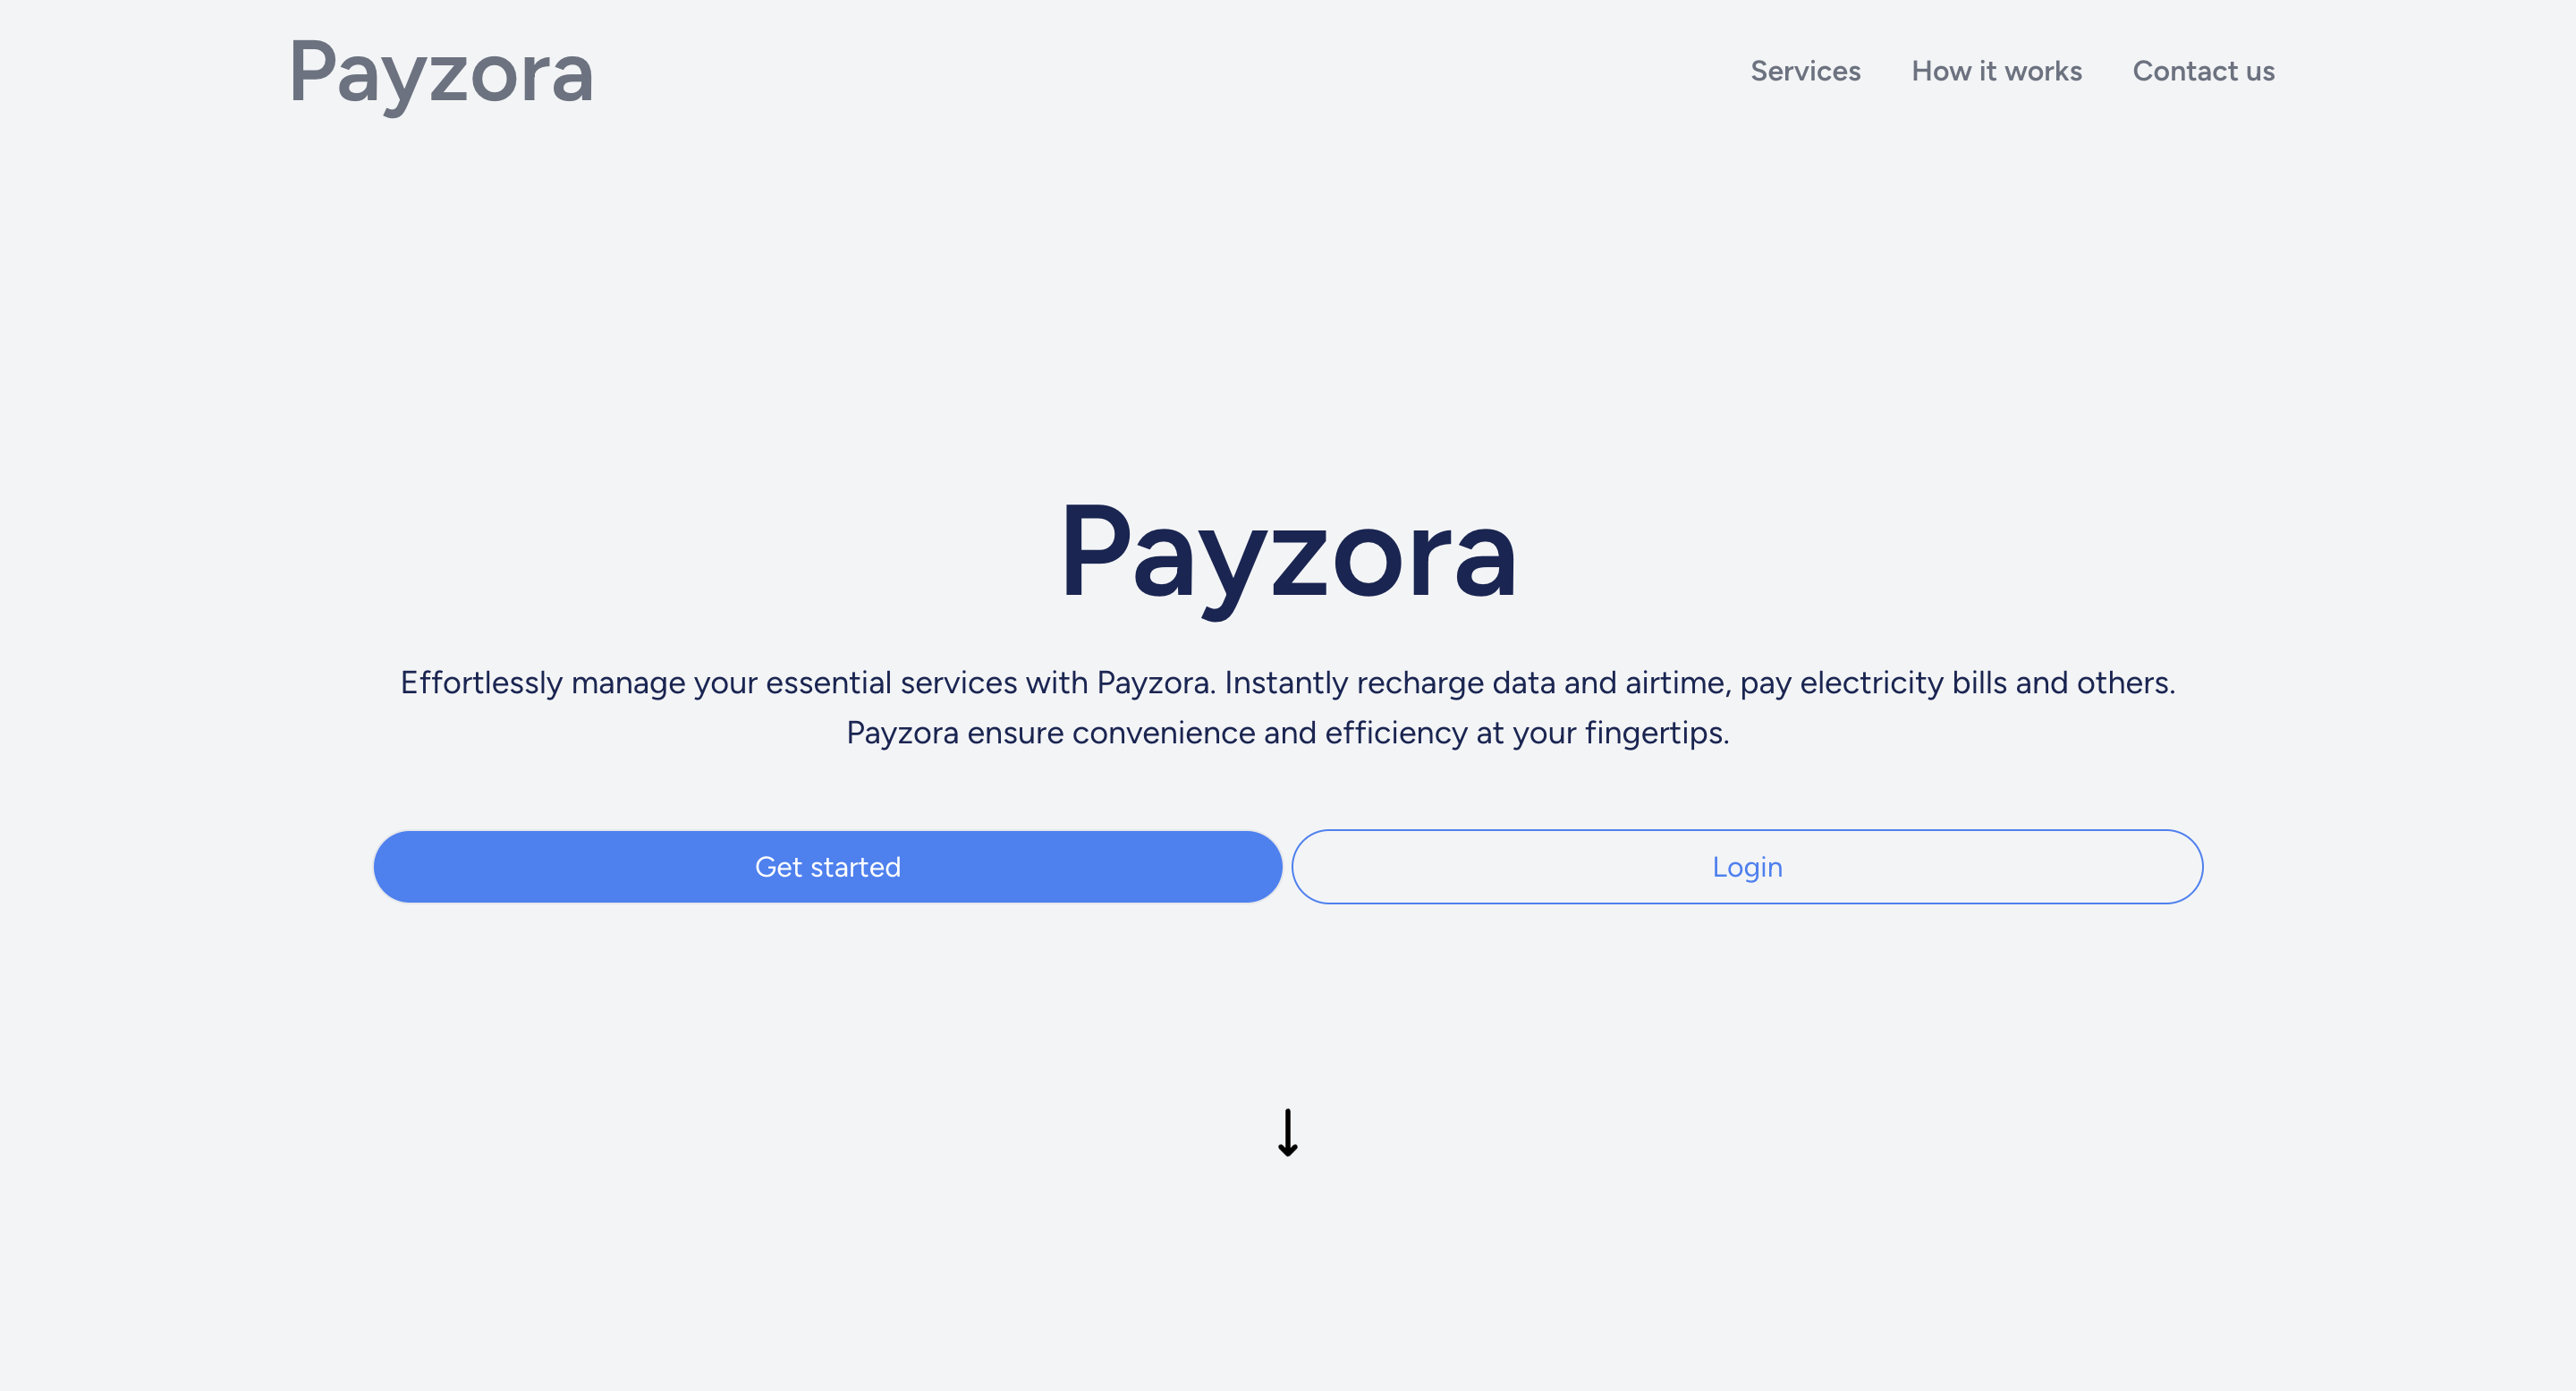 Payzora
Services
How it works
Contact us
Payzora
Effortlessly manage your essential services with Payzora. Instantly recharge data and airtime, pay electricity bills and others.
Payzora ensure convenience and efficiency at your fingertips.
Get started
Login